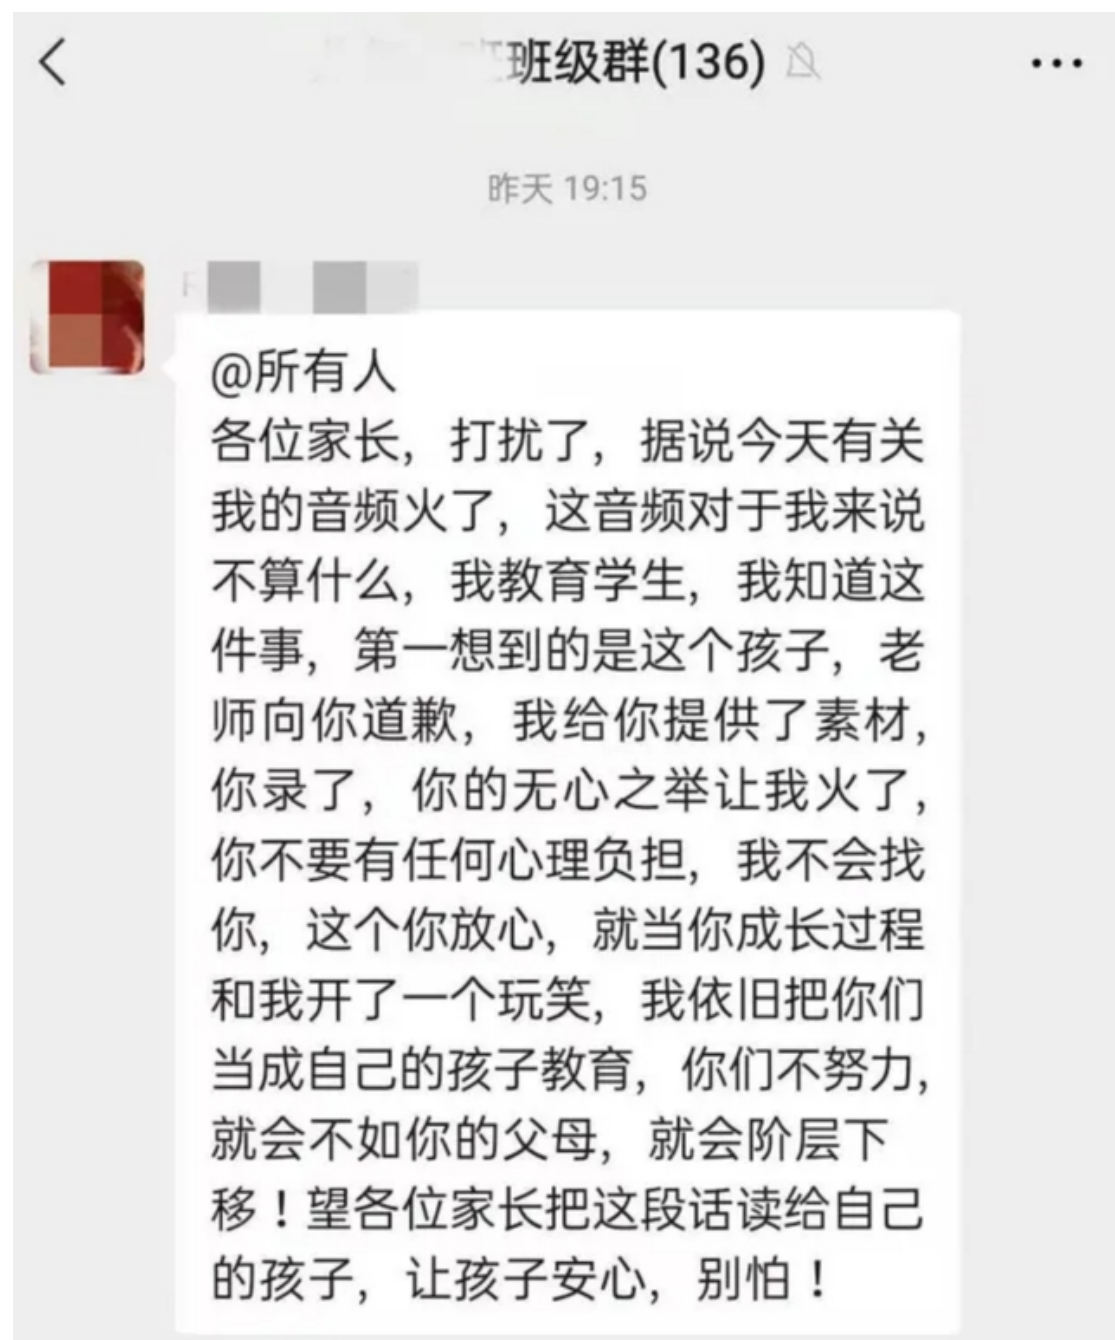 班级群(136)
昨天 19:15
@所有人
各位家长，打扰了，据说今天有关
我的音频火了，这音频对于我来说
不算什么，我教育学生，我知道这
件事，第一想到的是这个孩子，老
师向你道歉，我给你提供了素材，
你录了，你的无心之举让我火了，
你不要有任何心理负担，我不会找
你，这个你放心，就当你成长过程
和我开了一个玩笑，我依旧把你们
当成自己的孩子教育，你们不努力，
就会不如你的父母，就会阶层下
移！望各位家长把这段话读给自己
的孩子，让孩子安心，别怕！